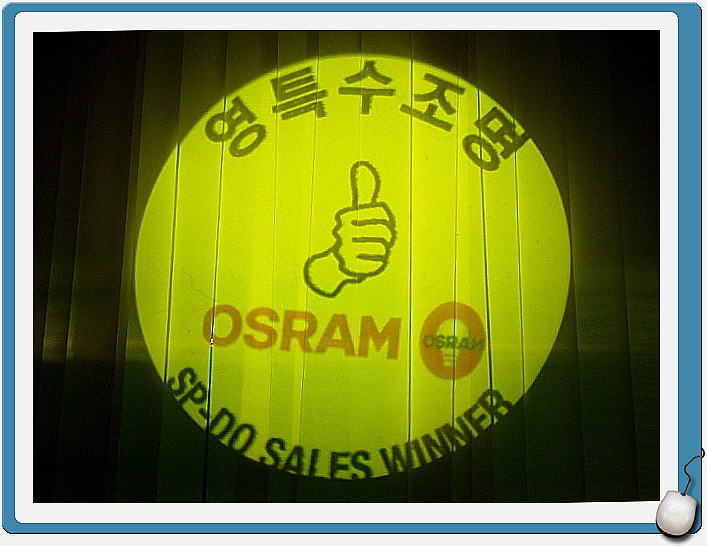 영특수조명
OSRAM
OSRAM
SP-DO SALES WINNER